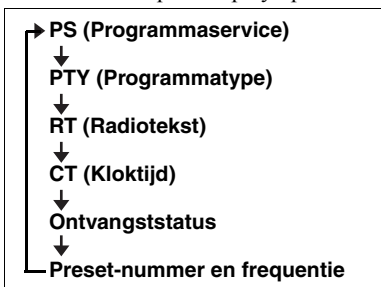 PS (Programmaservice)
PTY (Programmatype)
RT (Radiotekst)
CT (Kloktijd)
Ontvangststatus
Preset-nummer en frequentie